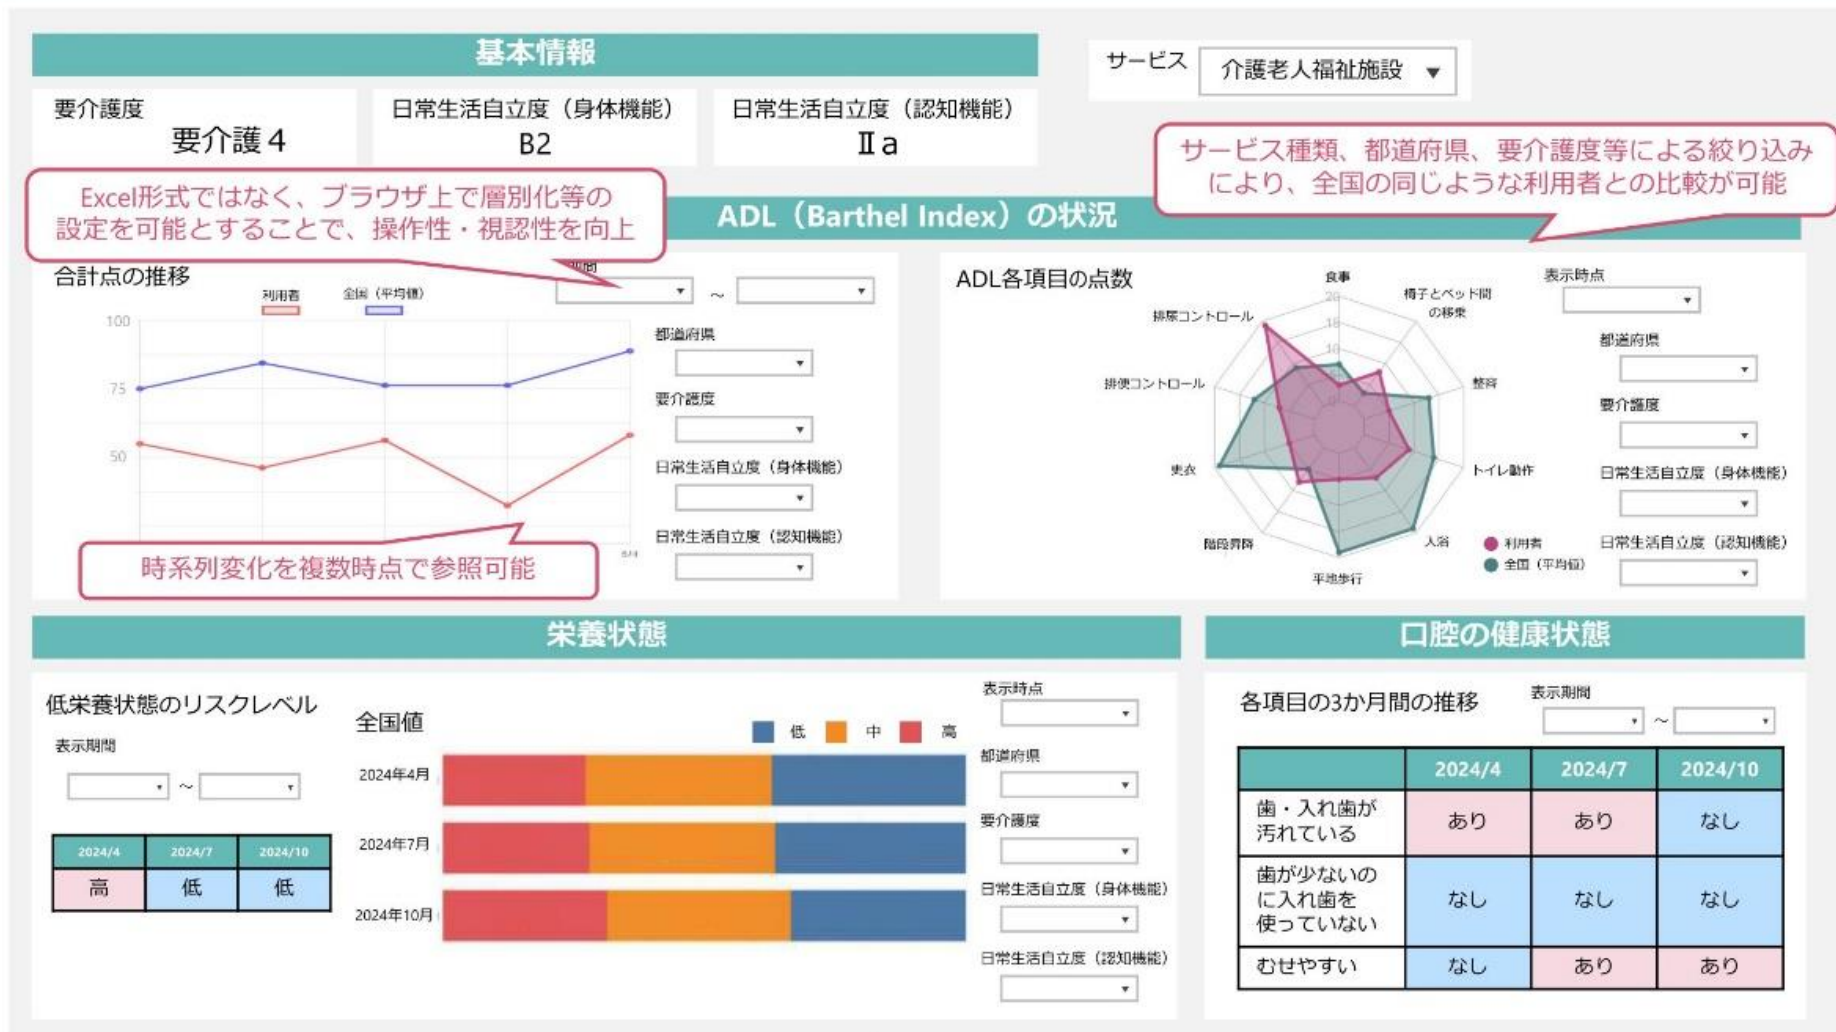 基本情報
サービス
介護老人福祉施設
要介護度
要介護4
日常生活自立度（身体機能）
B2
日常生活自立度（認知機能）
Ⅱa
サービス種類、都道府県、要介護度等による絞り込み
により、全国の同じような利用者との比較が可能
Excel形式ではなく、ブラウザ上で層別化等の
設定を可能とすることで、操作性・視認性を向上
ADL（Barthel Index）の状況
合計点の推移
利用者
全国（平均値）
～
100
75
50
都道府県
要介護度
日常生活自立度（身体機能）
日常生活自立度（認知機能）
時系列変化を複数時点で参照可能
ADL各項目の点数
食事
椅子とベッド間
の移乗
整容
トイレ動作
入浴
平地歩行
階段昇降
更衣
排便コントロール
排尿コントロール
20
15
10
利用者
全国（平均値）
表示時点
都道府県
要介護度
日常生活自立度（身体機能）
日常生活自立度（認知機能）
栄養状態
低栄養状態のリスクレベル
表示期間
～
2024/4 2024/7 2024/10
高 低 低
全国値
低 中 高
2024年4月
2024年7月
2024年10月
表示時点
都道府県
要介護度
日常生活自立度（身体機能）
日常生活自立度（認知機能）
口腔の健康状態
各項目の3か月間の推移
表示期間
～
2024/4 2024/7 2024/10
歯・入れ歯が
汚れている
あり あり なし
歯が少ないの
に入れ歯を
使っていない
なし なし なし
むせやすい なし あり あり